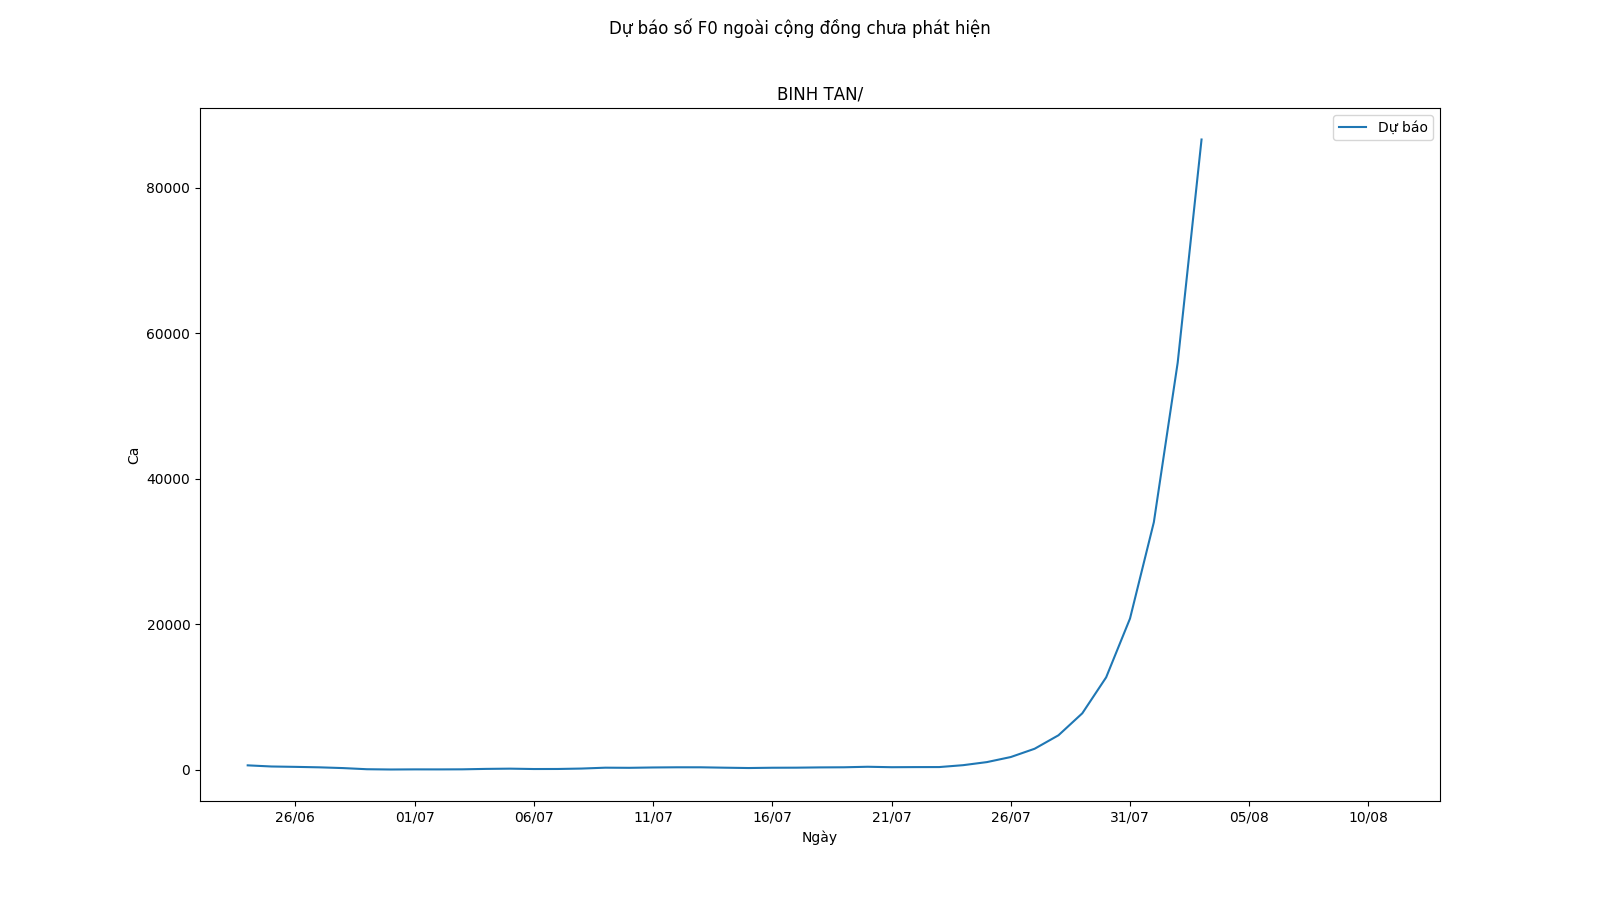 Dự báo số F0 ngoài cộng đồng chưa phát hiện
BINH TAN/
Dự báo
80000
60000
40000
20000
0
Ca
26/06 01/07 06/07 11/07 16/07 21/07 26/07 31/07 05/08 10/08
Ngày